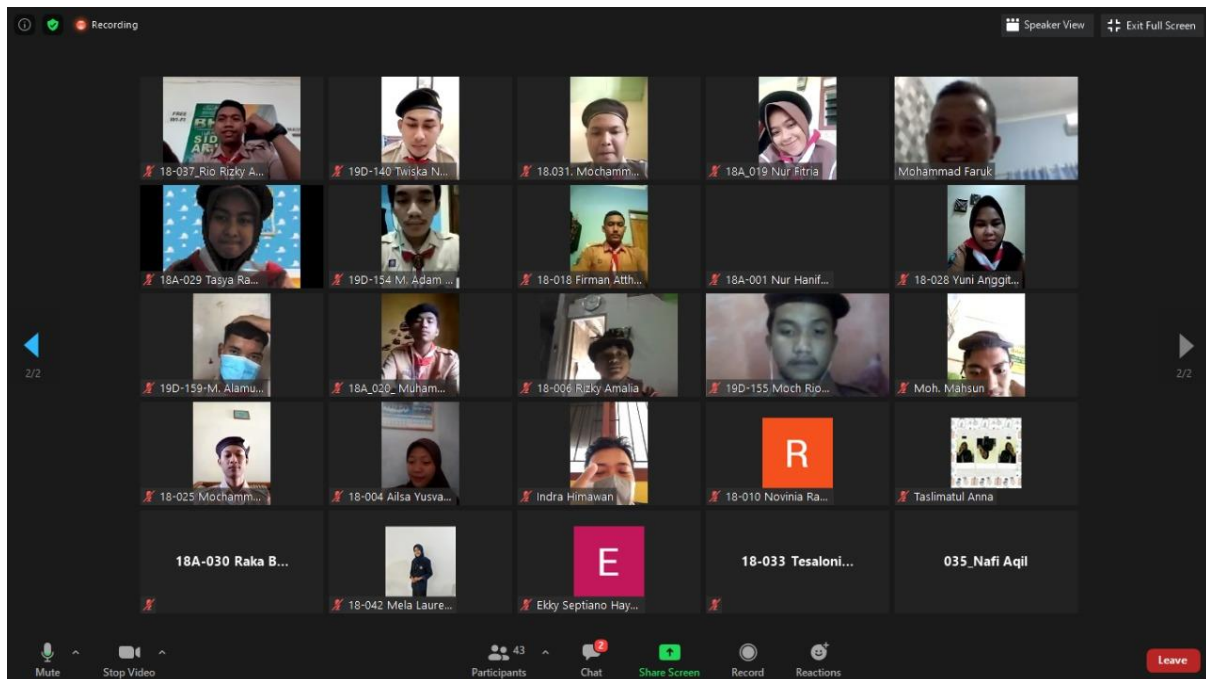 Recording
Speaker View
Exit Full Screen
FREE
WI-FI
18-037_Rio Rizky A...
19D-140 Twiska N...
18.031. Mochamm...
18A_019 Nur Fitria
Mohammad Faruk
18A-029 Tasya Ra...
19D-154 M. Adam ...
18-018 Firman Atth...
18A-001 Nur Hanif...
18-028 Yuni Anggit...
19D-159-M. Alamu...
18A_020_ Muham...
18-006 Rizky Amalia
19D-155 Moch Rio...
Moh. Mahsun
2/2
2/2
18-025 Mochamm...
18-004 Ailsa Yusva...
Indra Himawan
R
18-010 Novinia Ra...
Taslimatul Anna
18A-030 Raka B...
18-042 Mela Laure...
E
Ekky Septiano Hay...
18-033 Tesaloni...
035_Nafi Aqil
Mute
Stop Video
43
Participants
2
Chat
Share Screen
Record
Reactions
Leave